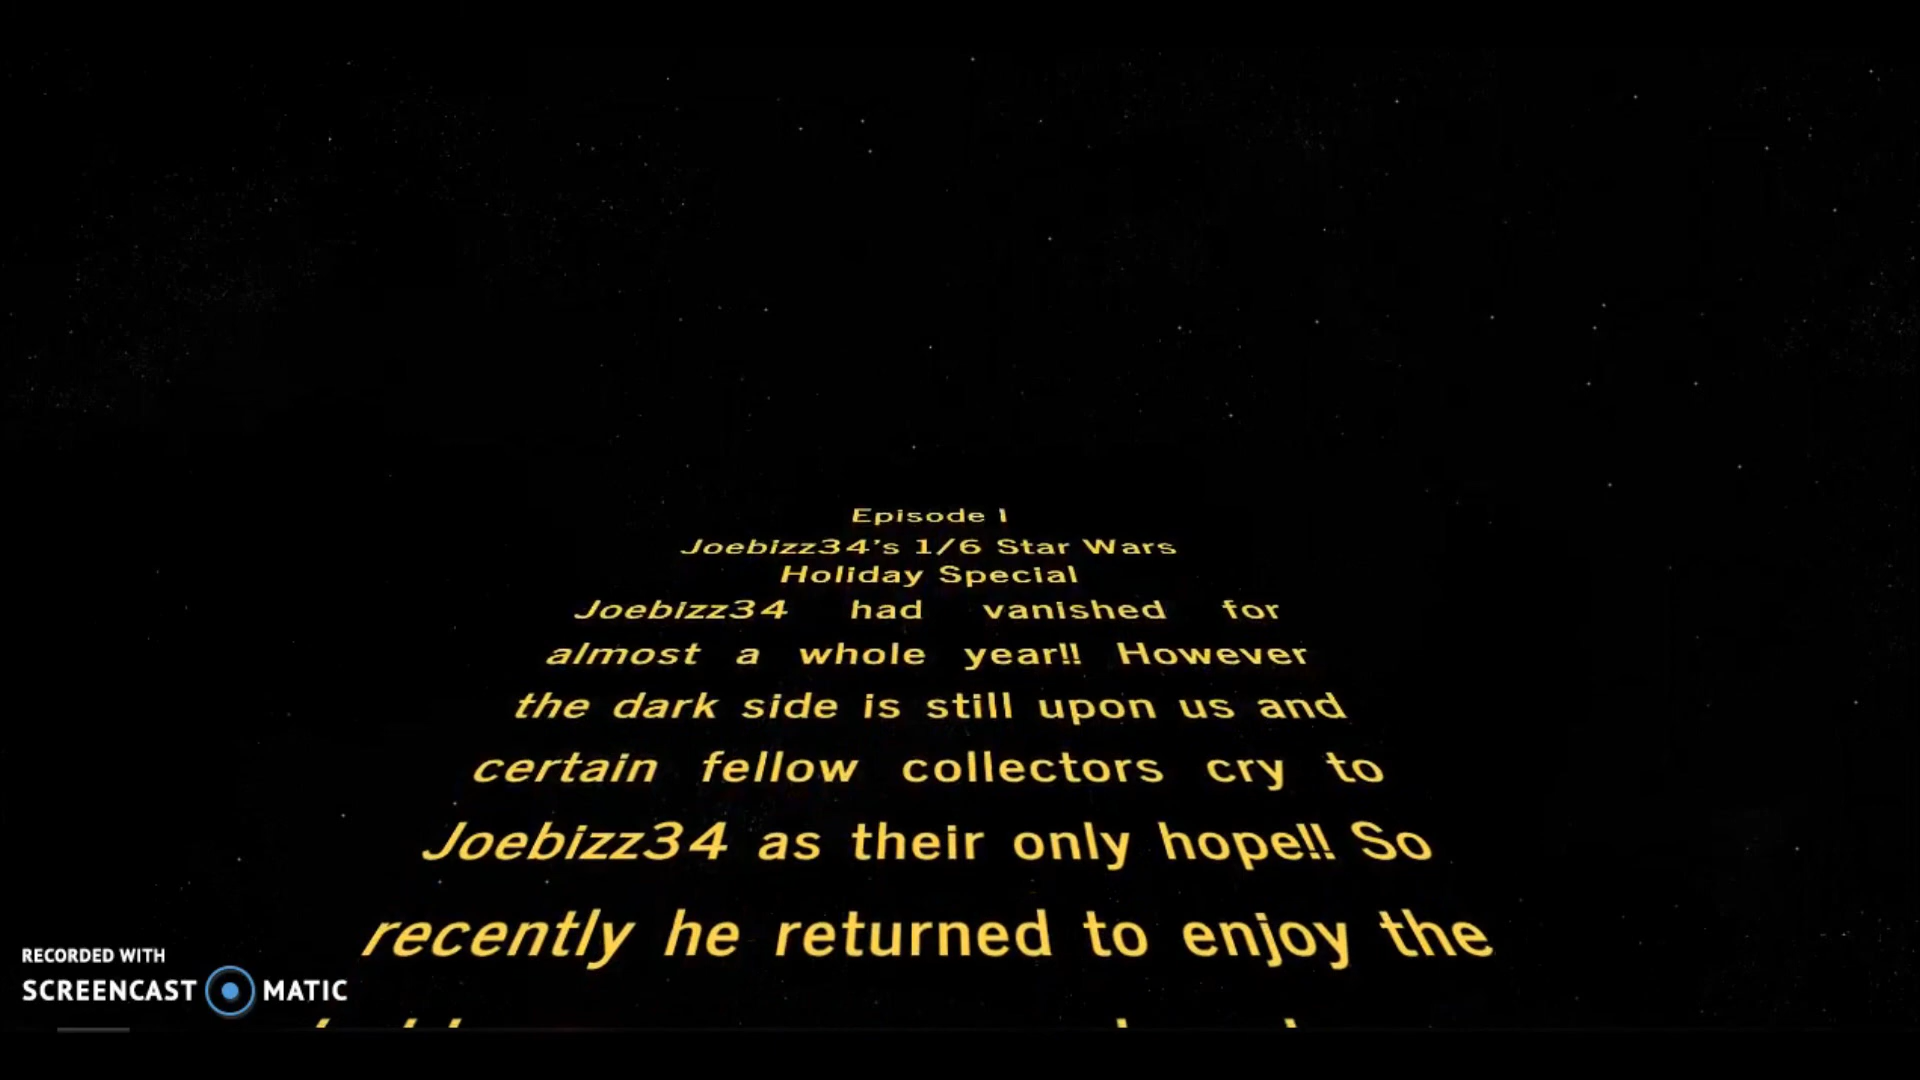 Episode I
Joebizz34's 1/6 Star Wars
Holiday Special
Joebizz34 had vanished for
almost a whole year!! However
the dark side is still upon us and
certain fellow collectors cry to
Joebizz34 as their only hope!! So
recently he returned to enjoy the
RECORDED WITH
SCREENCAST MATIC